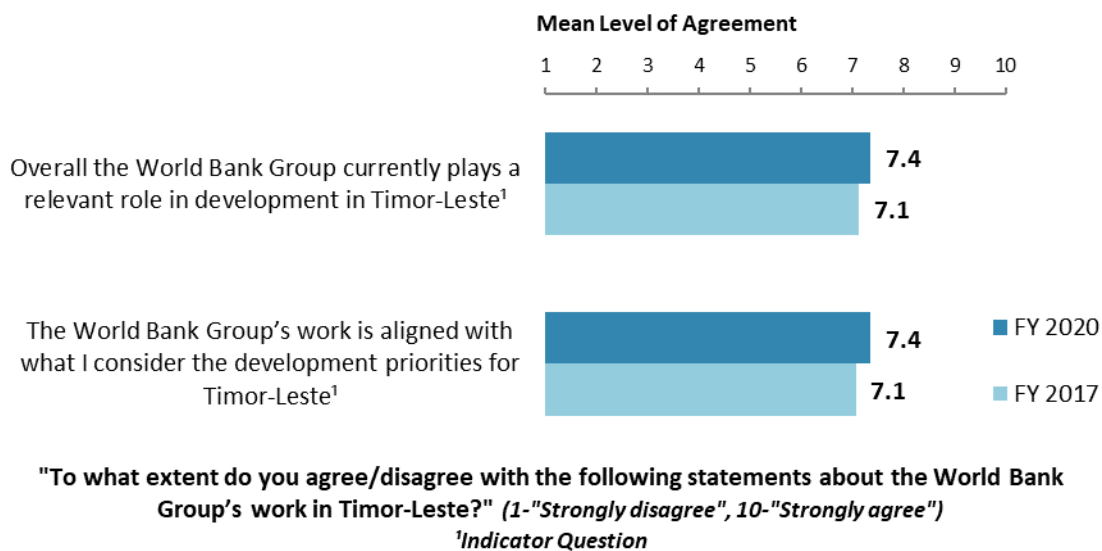 Mean Level of Agreement
1 2 3 4 5 6 7 8 9 10
Overall the World Bank Group currently plays a
relevant role in development in Timor-Leste¹
7.4
7.1
The World Bank Group’s work is aligned with
what I consider the development priorities for
Timor-Leste¹
7.4
7.1
FY 2020
FY 2017
"To what extent do you agree/disagree with the following statements about the World Bank
Group’s work in Timor-Leste?" (1-"Strongly disagree", 10-"Strongly agree")
¹Indicator Question